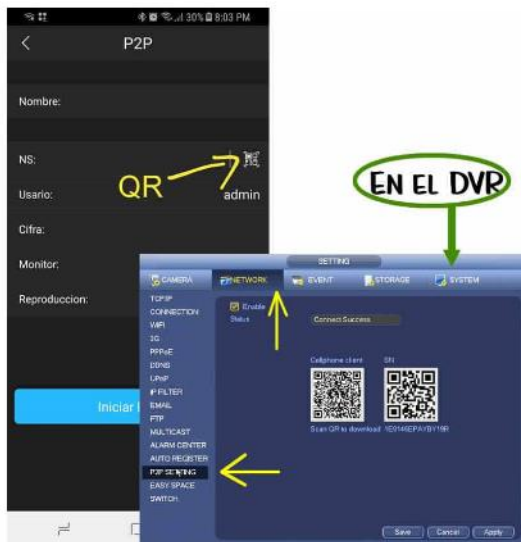 30% 8:03 PM
P2P
Nombre:
NS:
QR
Usario:
admin
Cifra:
Monitor:
Reproduccion:
Iniciar
EN EL DVR
SETTING
CAMERA
NETWORK
EVENT
STORAGE
SYSTEM
TCP/IP
CONNECTION
WIFI
3G
PPPoE
DDNS
UPnP
IP FILTER
EMAIL
FTP
MULTICAST
ALARM CENTER
AUTO REGISTER
P2P SETTING
EASY SPACE
SWITCH
Enable
Status
Connect Success
Cellphone client
SN
Scan QR to download
Save
Cancel
Apply